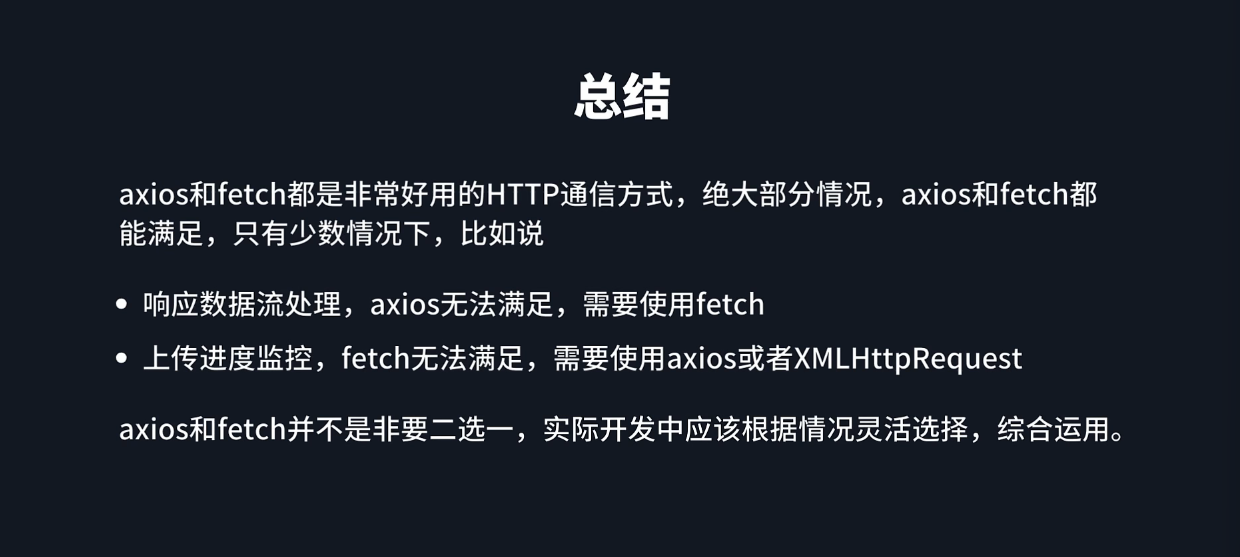 总结
axios和fetch都是非常好用的HTTP通信方式，绝大部分情况，axios和fetch都
能满足，只有少数情况下，比如说
• 响应数据流处理，axios无法满足，需要使用fetch
• 上传进度监控，fetch无法满足，需要使用axios或者XMLHttpRequest
axios和fetch并不是非要二选一，实际开发中应该根据情况灵活选择，综合运用。